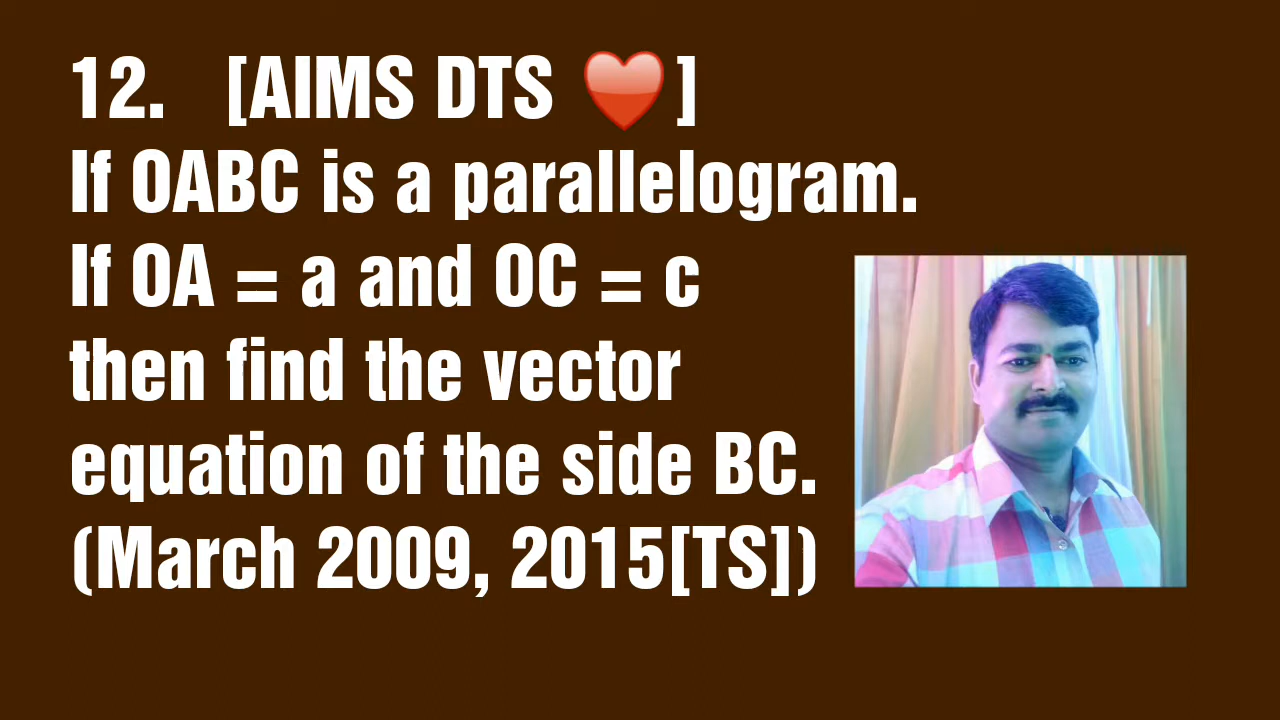 12. [AIMS DTS ♥️]
If OABC is a parallelogram.
If OA = a and OC = c
then find the vector
equation of the side BC.
(March 2009, 2015[TS])